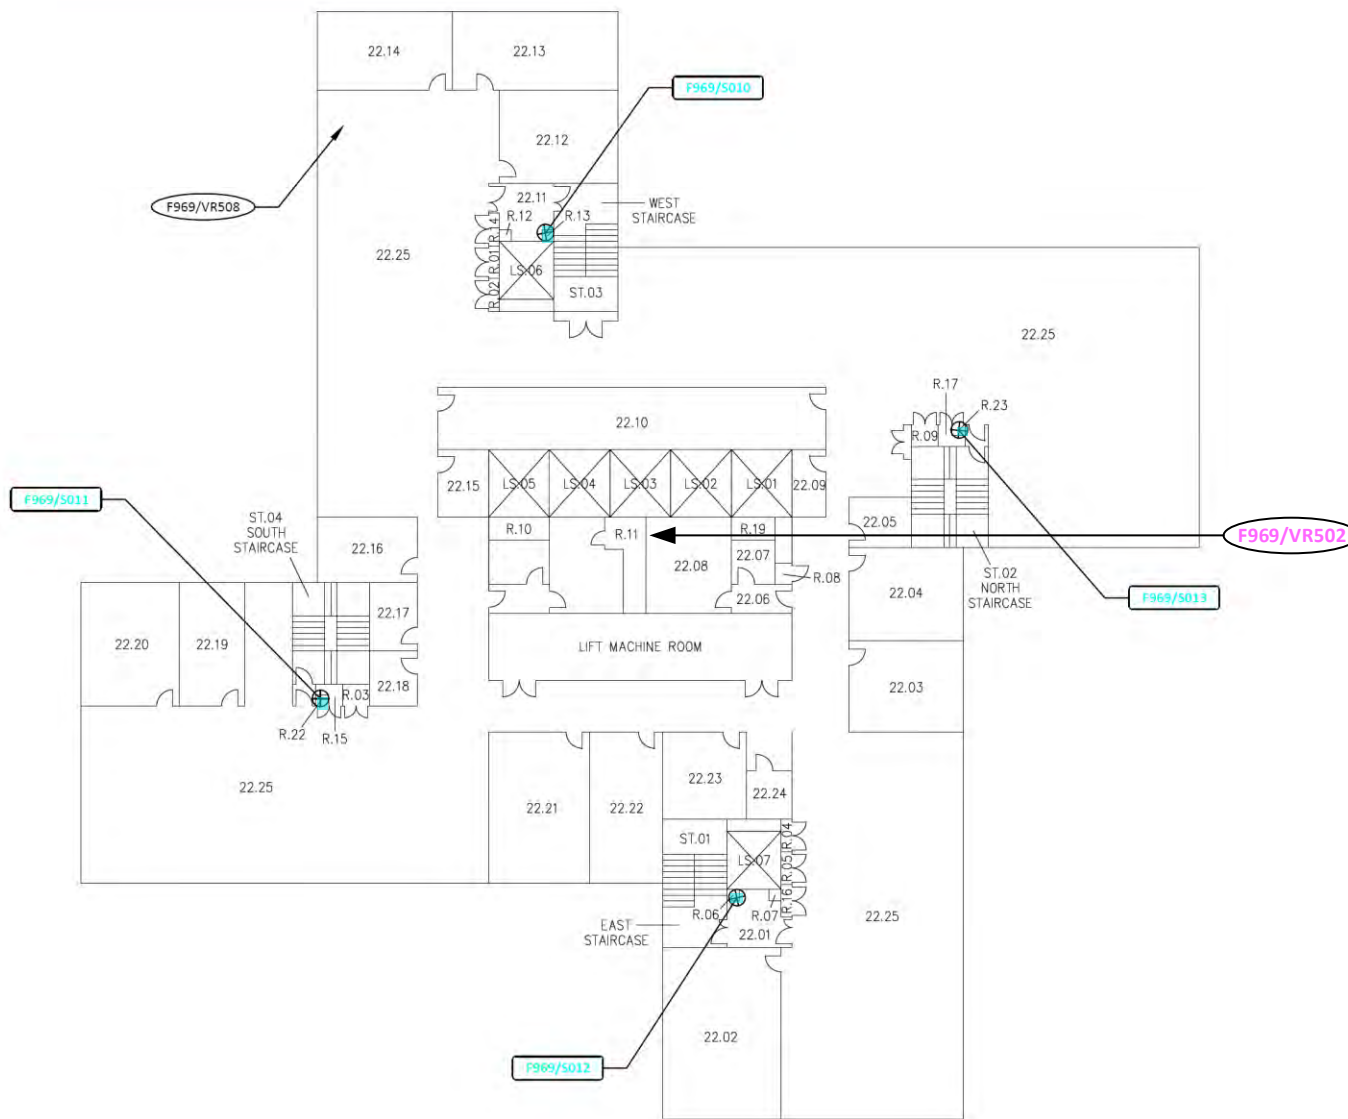 22.14
22.13
F969/S010
22.12
F969/VR508
22.11
WEST
STAIRCASE
R.12
R.13
R.14
22.25
R.01
LS.06
R.02
ST.03
22.25
R.17
R.23
R.09
22.10
F969/S011
22.15
LS.05
LS.04
LS.03
LS.02
LS.01
22.09
ST.04
SOUTH
STAIRCASE
22.16
R.10
R.11
R.19
22.05
F969/VR502
22.07
22.08
R.08
ST.02
NORTH
STAIRCASE
F969/S013
22.04
22.06
22.17
22.20
22.19
LIFT MACHINE ROOM
22.18
R.03
22.03
R.22
R.15
22.25
22.23
22.24
22.21
22.22
ST.01
R.04
LS.07
R.05
R.16
R.06
R.07
EAST
STAIRCASE
22.01
22.25
22.02
F969/S012